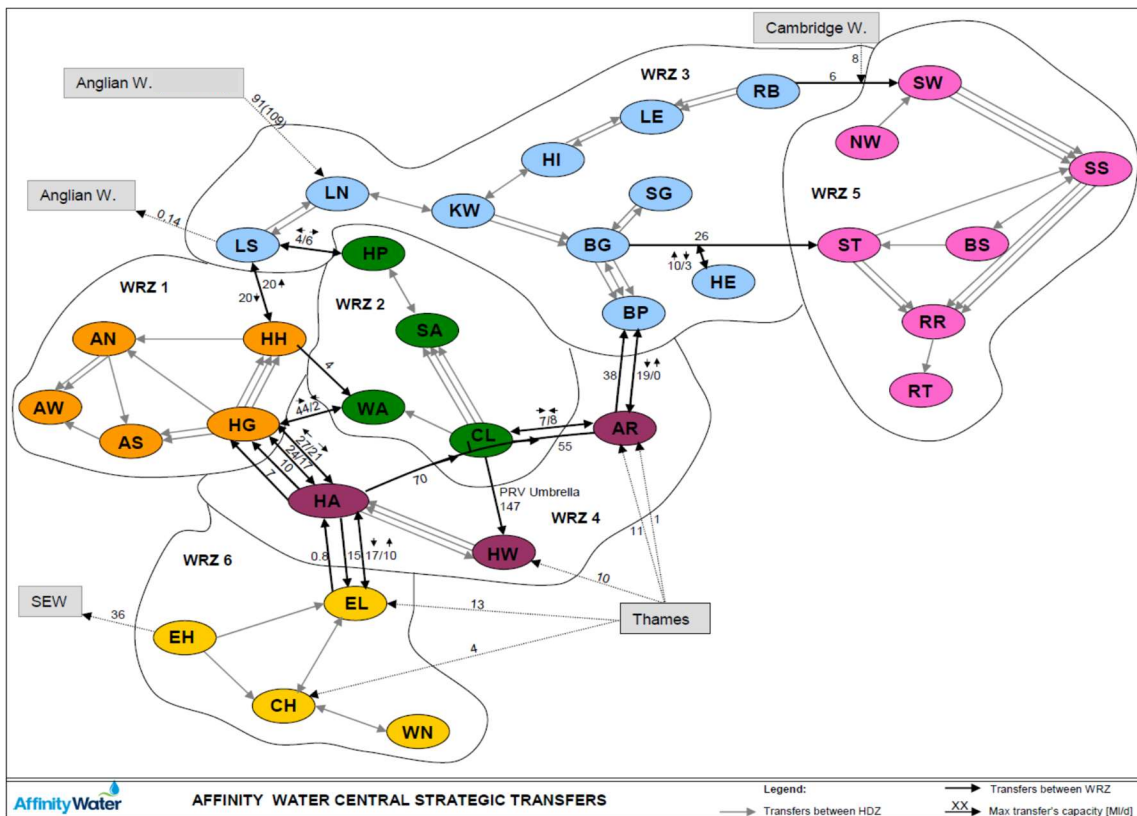 Cambridge W.
Anglian W.
8
WRZ 3
RB
6
SW
91(109)
LE
NW
HI
SS
LN
SG
Anglian W.
KW
WRZ 5
0.14
LS
4/6
HP
BG
26
ST
BS
10/3
HE
WRZ 1
20
20
WRZ 2
BP
AN
HH
SA
RR
38
19/0
4
RT
AW
44/2
WA
AS
HG
7/8
AR
CL
27/21
24/17
10
7
55
70
HA
PRV Umbrella
147
WRZ 4
1
11
WRZ 6
0.8
15
17/10
HW
10
SEW
36
EL
13
Thames
EH
4
CH
WN
AffinityWater
AFFINITY WATER CENTRAL STRATEGIC TRANSFERS
Legend:
Transfers between WRZ
Transfers between HDZ
XX
Max transfer's capacity [Ml/d]